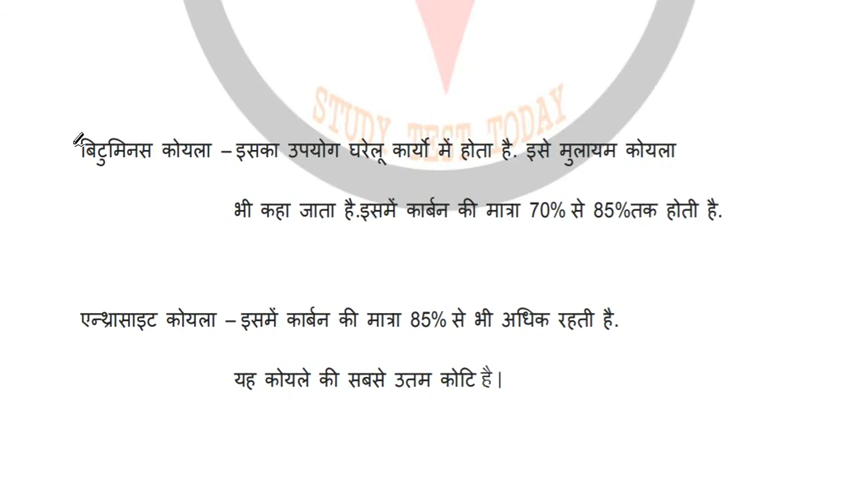 STUDY TEST TODAY
बिटुमिनस कोयला – इसका उपयोग घरेलू कार्यो में होता है. इसे मुलायम कोयला
भी कहा जाता है.इसमें कार्बन की मात्रा 70% से 85%तक होती है.
एन्थ्रासाइट कोयला – इसमें कार्बन की मात्रा 85% से भी अधिक रहती है.
यह कोयले की सबसे उतम कोटि है |